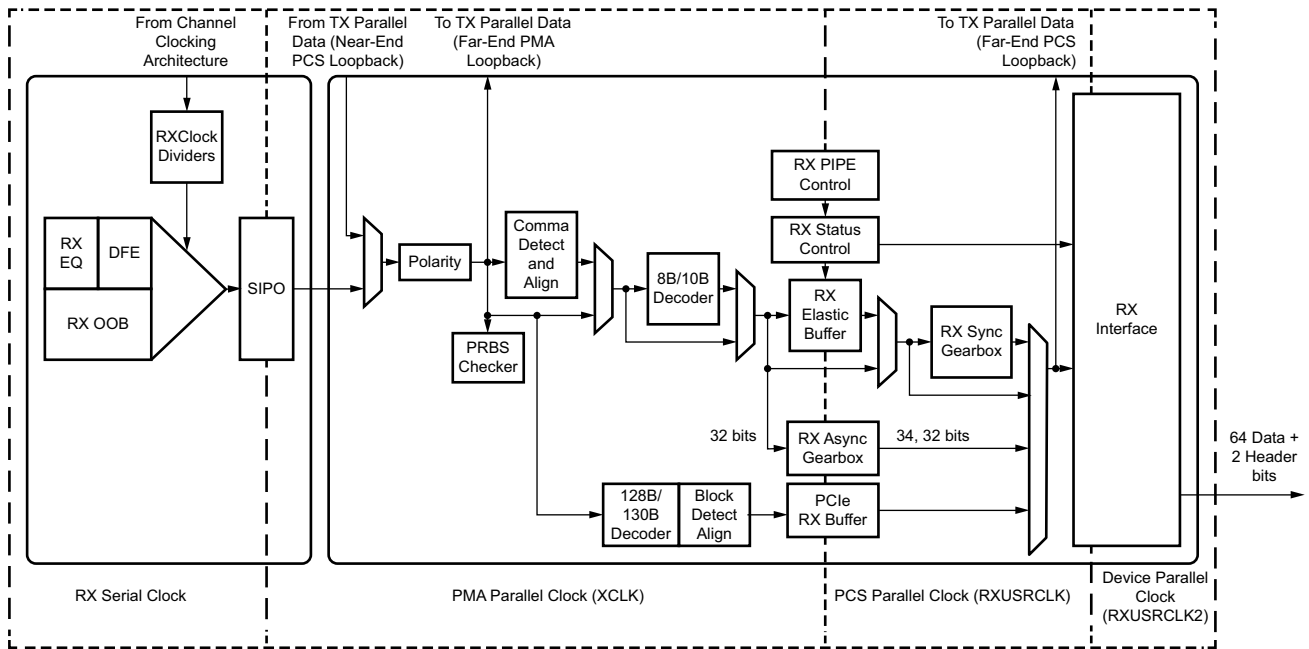 From Channel
Clocking
Architecture
From TX Parallel
Data (Near-End
PCS Loopback)
To TX Parallel Data
(Far-End PMA
Loopback)
To TX Parallel Data
(Far-End PCS
Loopback)
RXClock
Dividers
RX
EQ
DFE
RX OOB
SIPO
Polarity
Comma
Detect
and
Align
PRBS
Checker
8B/10B
Decoder
RX PIPE
Control
RX Status
Control
RX
Elastic
Buffer
RX Sync
Gearbox
RX
Interface
32 bits
RX Async
Gearbox
34, 32 bits
128B/
130B
Decoder
Block
Detect
Align
PCIe
RX Buffer
64 Data +
2 Header
bits
RX Serial Clock
PMA Parallel Clock (XCLK)
PCS Parallel Clock (RXUSRCLK)
Device Parallel
Clock
(RXUSRCLK2)